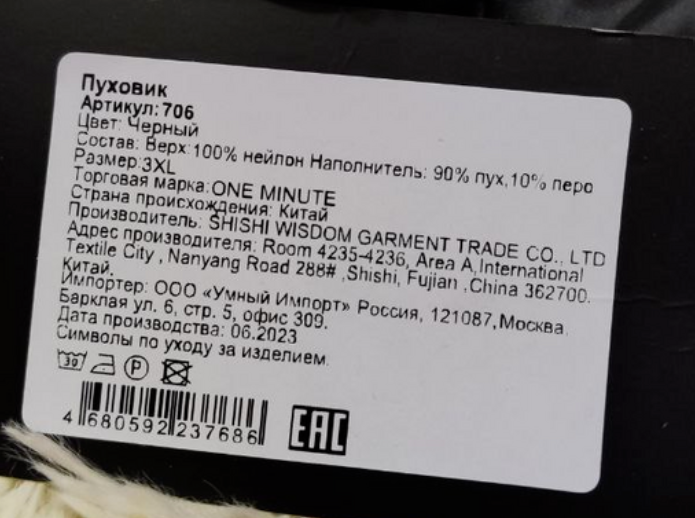 Пуховик
Артикул:706
Цвет: Черный
Состав: Верх:100% нейлон Наполнитель: 90% пух,10% перо
Размер:3XL
Торговая марка:ONE MINUTE
Страна происхождения: Китай
Производитель: SHISHI WISDOM GARMENT TRADE CO., LTD
Адрес производителя: Room 4235-4236, Area A,International
Textile City , Nanyang Road 288# ,Shishi, Fujian ,China 362700.
Китай.
Импортер: ООО «Умный Импорт» Россия, 121087,Москва,
Барклая ул. 6, стр. 5, офис 309.
Дата производства: 06.2023
Символы по уходу за изделием.
30 P
4 680592 237686
EAC